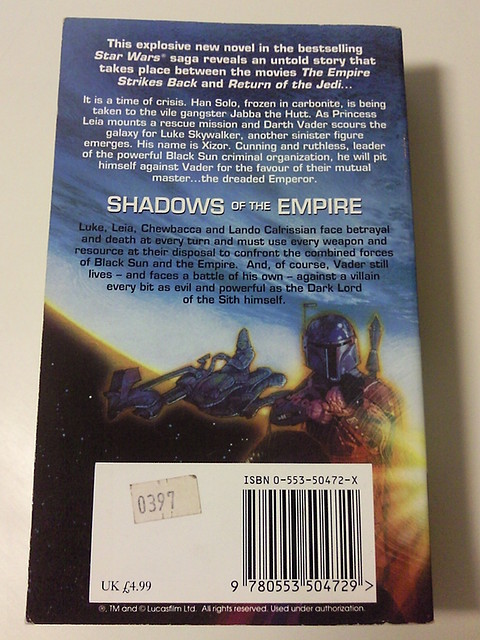 This explosive new novel in the bestselling
Star Wars® saga reveals an untold story that
takes place between the movies The Empire
Strikes Back and Return of the Jedi...
It is a time of crisis. Han Solo, frozen in carbonite, is being
taken to the vile gangster Jabba the Hutt. As Princess
Leia mounts a rescue mission and Darth Vader scours the
galaxy for Luke Skywalker, another sinister figure
emerges. His name is Xizor. Cunning and ruthless, leader
of the powerful Black Sun criminal organization, he will pit
himself against Vader for the favour of their mutual
master...the dreaded Emperor.
SHADOWS OF THE EMPIRE
Luke, Leia, Chewbacca and Lando Calrissian face betrayal
and death at every turn and must use every weapon and
resource at their disposal to confront the combined forces
of Black Sun and the Empire. And, of course, Vader still
lives – and faces a battle of his own – against a villain
every bit as evil and powerful as the Dark Lord
of the Sith himself.
ISBN 0-553-50472-X
0397
UK £4.99
9 780553 504729 >
®, TM and © Lucasfilm Ltd. All rights reserved. Used under authorization.